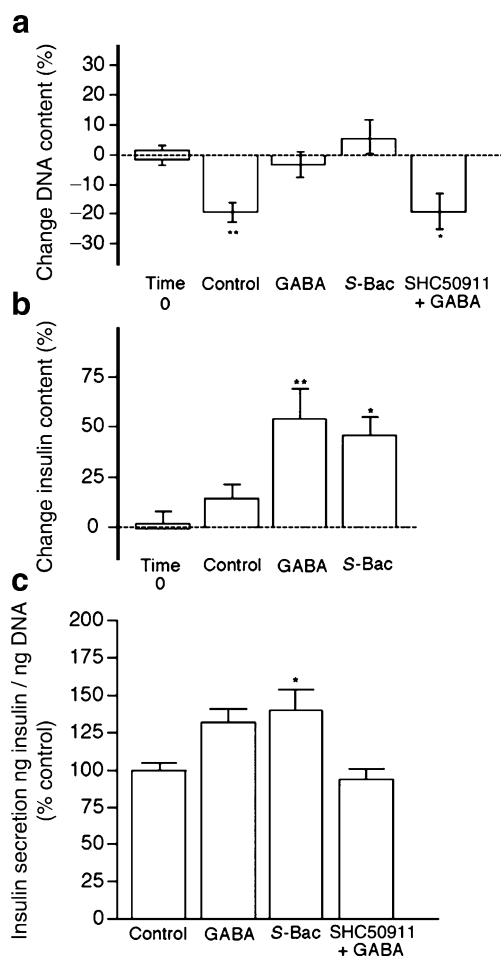 a
Change DNA content (%)
30
20
10
0
−10
−20
−30
**
*
Time
0
Control
GABA
S-Bac
SHC50911
+ GABA
b
Change insulin content (%)
75
50
25
0
**
*
Time
0
Control
GABA
S-Bac
c
Insulin secretion ng insulin / ng DNA
(% control)
200
175
150
125
100
75
50
25
0
*
Control
GABA
S-Bac
SHC50911
+ GABA